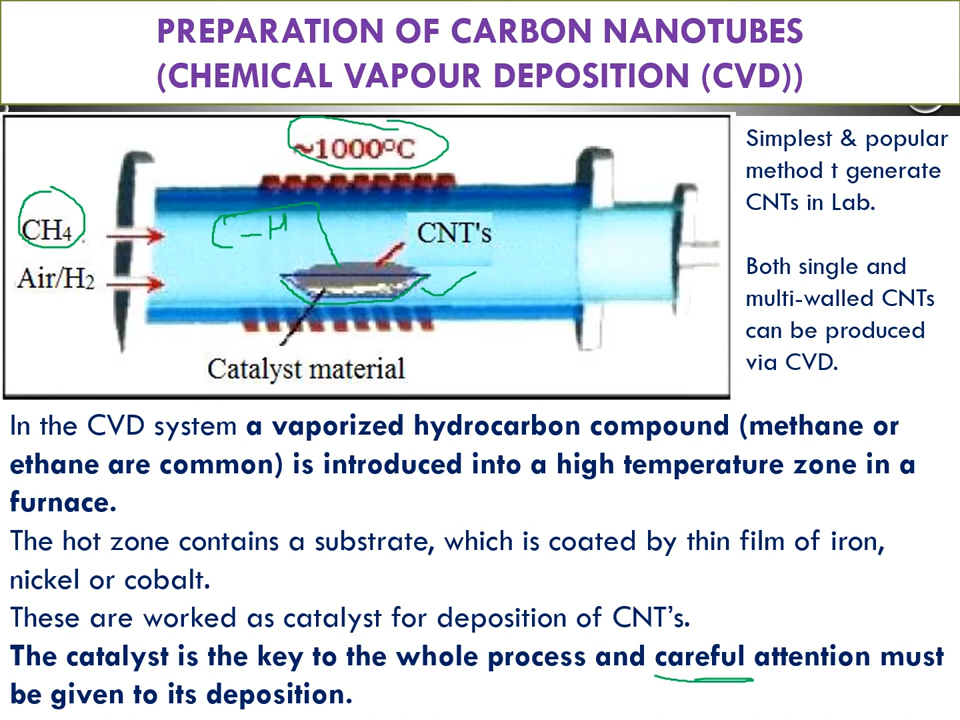 PREPARATION OF CARBON NANOTUBES
(CHEMICAL VAPOUR DEPOSITION (CVD))
~1000°C
CH₄
Air/H₂
C-H
CNT's
Catalyst material
Simplest & popular
method t generate
CNTs in Lab.
Both single and
multi-walled CNTs
can be produced
via CVD.
In the CVD system a vaporized hydrocarbon compound (methane or
ethane are common) is introduced into a high temperature zone in a
furnace.
The hot zone contains a substrate, which is coated by thin film of iron,
nickel or cobalt.
These are worked as catalyst for deposition of CNT’s.
The catalyst is the key to the whole process and careful attention must
be given to its deposition.